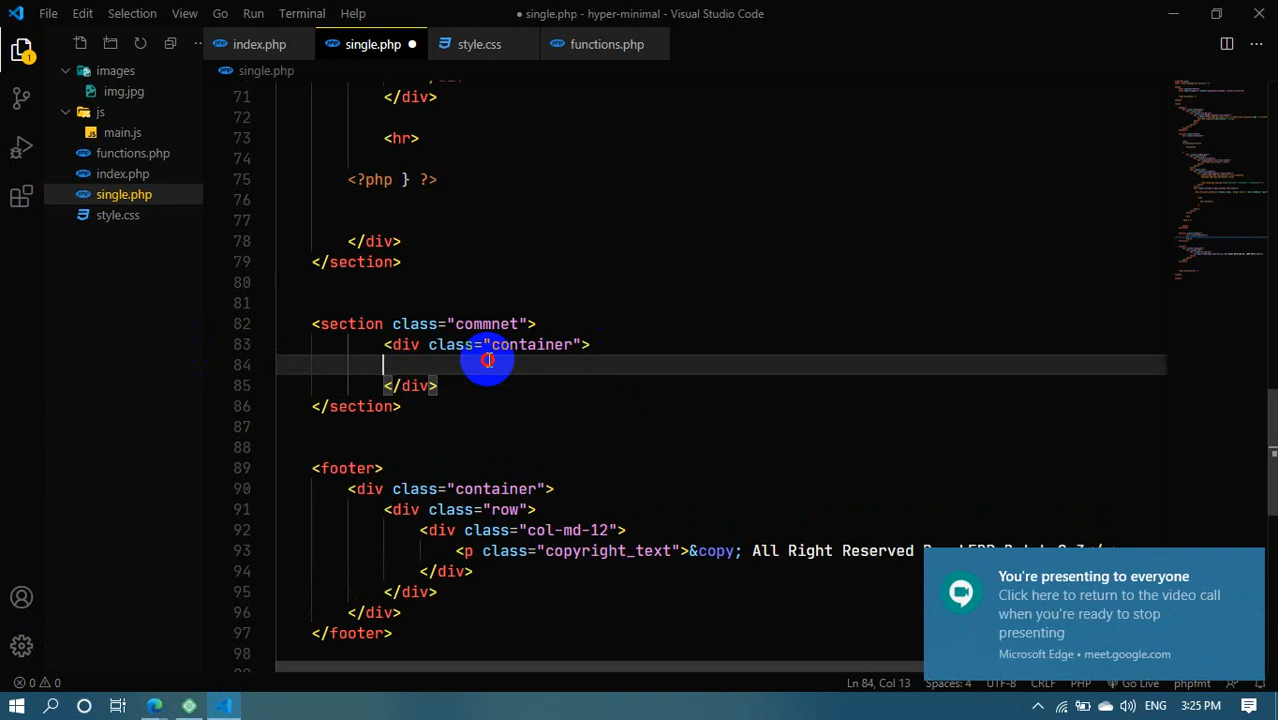 File Edit Selection View Go Run Terminal Help
● single.php - hyper-minimal - Visual Studio Code
index.php single.php style.css functions.php
images
img.jpg
js
main.js
functions.php
index.php
single.php
style.css
1
single.php
71 </div>
72
73 <hr>
74
75 <?php } ?>
76
77
78 </div>
79 </section>
80
81
82 <section class="commnet">
83 <div class="container">
84
85 </div>
86 </section>
87
88
89 <footer>
90 <div class="container">
91 <div class="row">
92 <div class="col-md-12">
93 <p class="copyright_text">&copy; All Right Reserved
94 </div>
95 </div>
96 </div>
97 </footer>
98
You're presenting to everyone
Click here to return to the video call
when you're ready to stop
presenting
Microsoft Edge • meet.google.com
0 0 Ln 84, Col 13 Spaces: 4 UTF-8 CRLF PHP Go Live phpfmt
ENG 3:25 PM